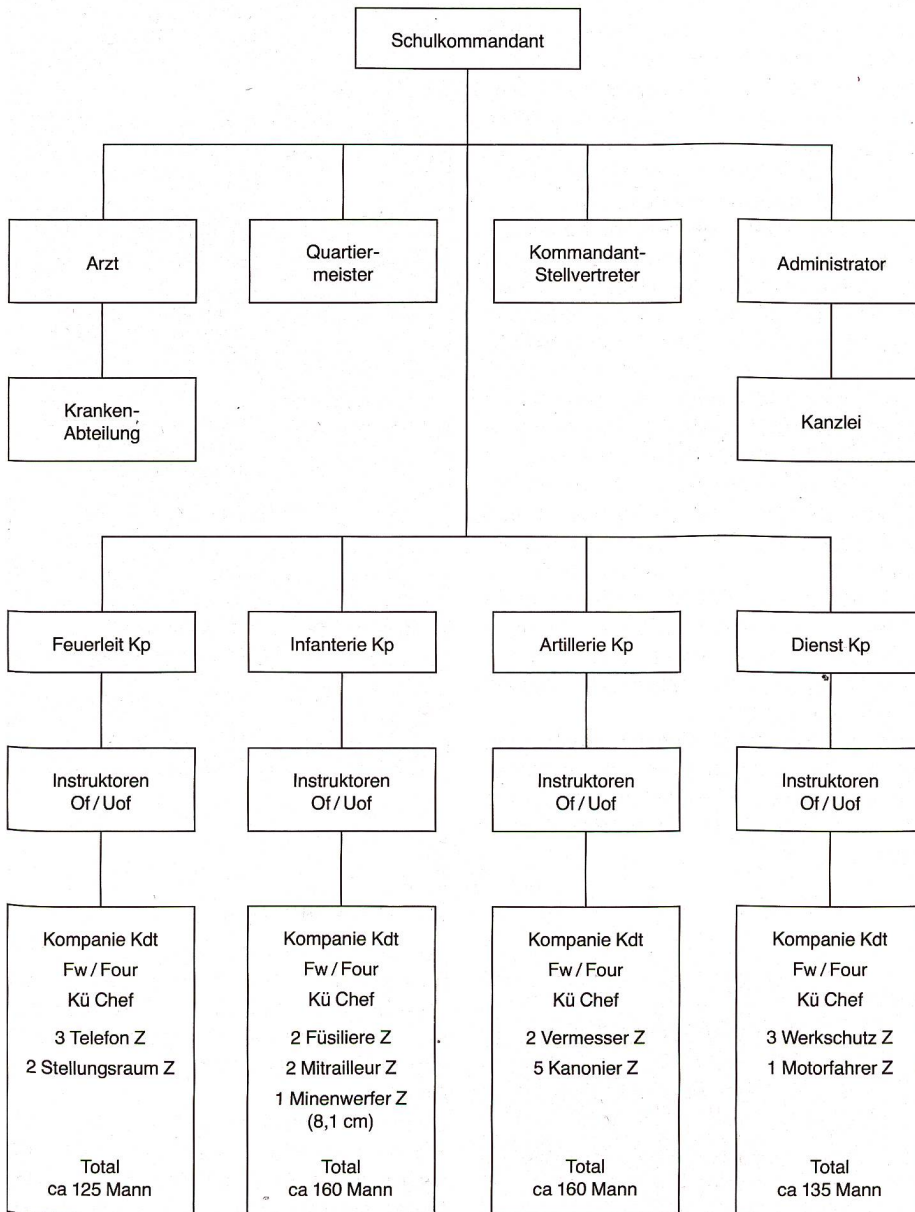 Schulkommandant
Arzt
Quartier-
meister
Kommandant-
Stellvertreter
Administrator
Kranken-
Abteilung
Kanzlei
Feuerleit Kp
Infanterie Kp
Artillerie Kp
Dienst Kp
Instruktoren
Of / Uof
Instruktoren
Of / Uof
Instruktoren
Of / Uof
Instruktoren
Of / Uof
Kompanie Kdt
Fw / Four
Kü Chef
3 Telefon Z
2 Stellungsraum Z
Total
ca 125 Mann
Kompanie Kdt
Fw / Four
Kü Chef
2 Füsiliere Z
2 Mitrailleur Z
1 Minenwerfer Z
(8,1 cm)
Total
ca 160 Mann
Kompanie Kdt
Fw / Four
Kü Chef
2 Vermesser Z
5 Kanonier Z
Total
ca 160 Mann
Kompanie Kdt
Fw / Four
Kü Chef
3 Werkschutz Z
1 Motorfahrer Z
Total
ca 135 Mann